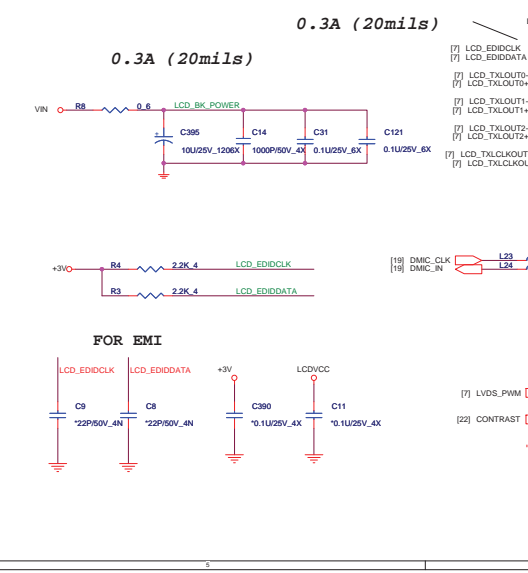 0.3A (20mils)
0.3A (20mils)
[7] LCD_EDIDCLK
[7] LCD_EDIDDATA
[7] LCD_TXLOUT0-
[7] LCD_TXLOUT0+
[7] LCD_TXLOUT1-
[7] LCD_TXLOUT1+
[7] LCD_TXLOUT2-
[7] LCD_TXLOUT2+
[7] LCD_TXLCLKOUT
[7] LCD_TXLCLKOU
VIN R8 0_6 LCD_BK_POWER
C395 C14 C31 C121
10U/25V_1206X 1000P/50V_4X 0.1U/25V_6X 0.1U/25V_6X
[19] DMIC_CLK L23
[19] DMIC_IN L24
+3V R4 2.2K_4 LCD_EDIDCLK
R3 2.2K_4 LCD_EDIDDATA
FOR EMI
LCD_EDIDCLK LCD_EDIDDATA +3V LCDVCC
C9 C8 C390 C11
*22P/50V_4N *22P/50V_4N *0.1U/25V_4X *0.1U/25V_4X
[7] LVDS_PWM
[22] CONTRAST
5